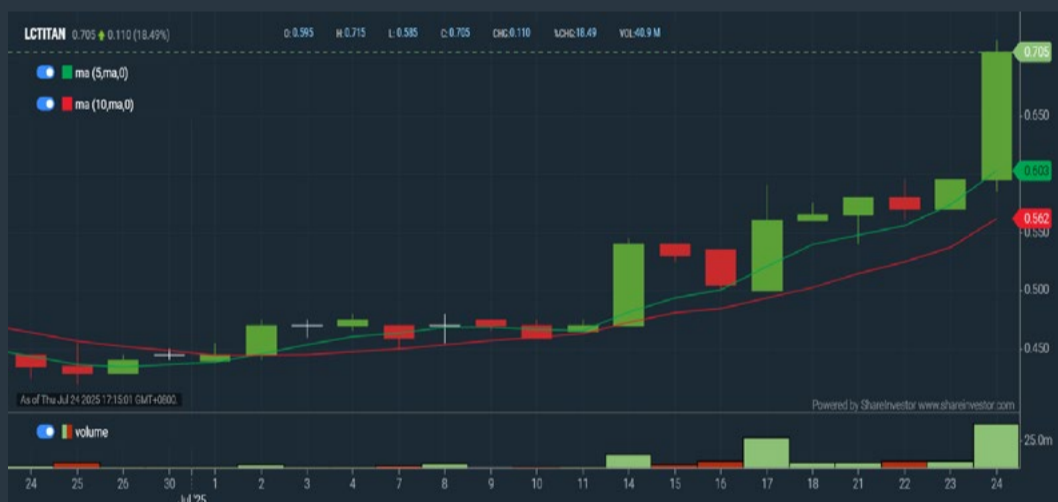 LCTITAN 0.705 0.110 (18.49%) O: 0.595 H: 0.715 L: 0.585 C: 0.705 CHG: 0.110 %CHG: 18.49 VOL: 40.9 M
ma (5,ma,0)
ma (10,ma,0)
0.705
0.650
0.603
0.562
0.550
0.500
0.450
As of Thu Jul 24 2025 17:15:01 GMT+0800.
Powered by ShareInvestor www.shareinvestor.com
volume
25.0m
24 25 26 30 1 2 3 4 7 8 9 10 11 14 15 16 17 18 21 22 23 24
Jul '25